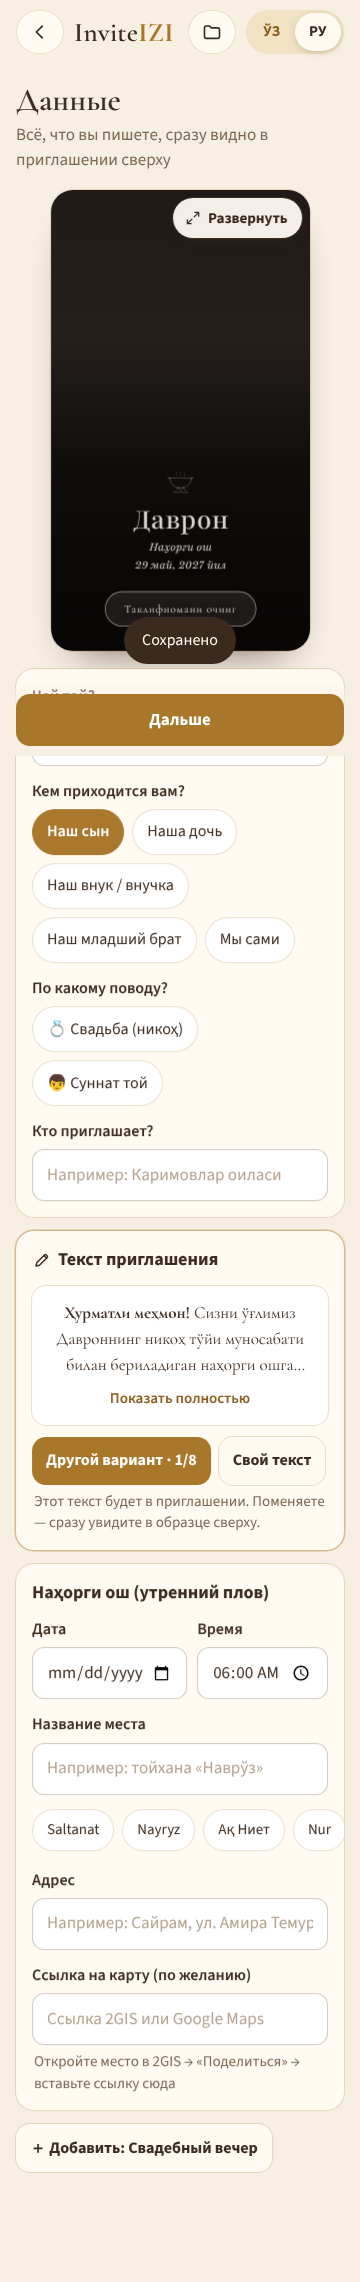 InviteIZI
ЎЗ
РУ
Данные
Всё, что вы пишете, сразу видно в
приглашении сверху
Развернуть
Даврон
Наҳорги ош
29 май, 2027 йил
Таклифномани очинг
Сохранено
Дальше
Кем приходится вам?
Наш сын
Наша дочь
Наш внук / внучка
Наш младший брат
Мы сами
По какому поводу?
💍 Свадьба (никоҳ)
👦 Суннат той
Кто приглашает?
Например: Каримовлар оиласи
Текст приглашения
Ҳурматли меҳмон! Сизни ўғлимиз
Давроннинг никоҳ тўйи муносабати
билан бериладиган наҳорги ошга...
Показать полностью
Другой вариант · 1/8
Свой текст
Этот текст будет в приглашении. Поменяете
— сразу увидите в образце сверху.
Наҳорги ош (утренний плов)
Дата
Время
mm/dd/yyyy
06:00 AM
Название места
Например: тойхана «Наврўз»
Saltanat
Nayryz
Ақ Ниет
Nur
Адрес
Например: Сайрам, ул. Амира Темур
Ссылка на карту (по желанию)
Ссылка 2GIS или Google Maps
Откройте место в 2GIS → «Поделиться» →
вставьте ссылку сюда
+ Добавить: Свадебный вечер